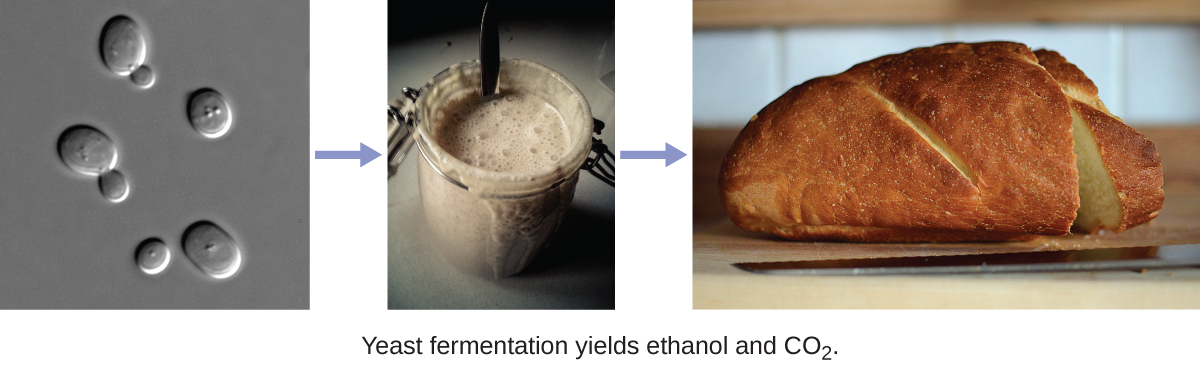 Yeast fermentation yields ethanol and CO₂.